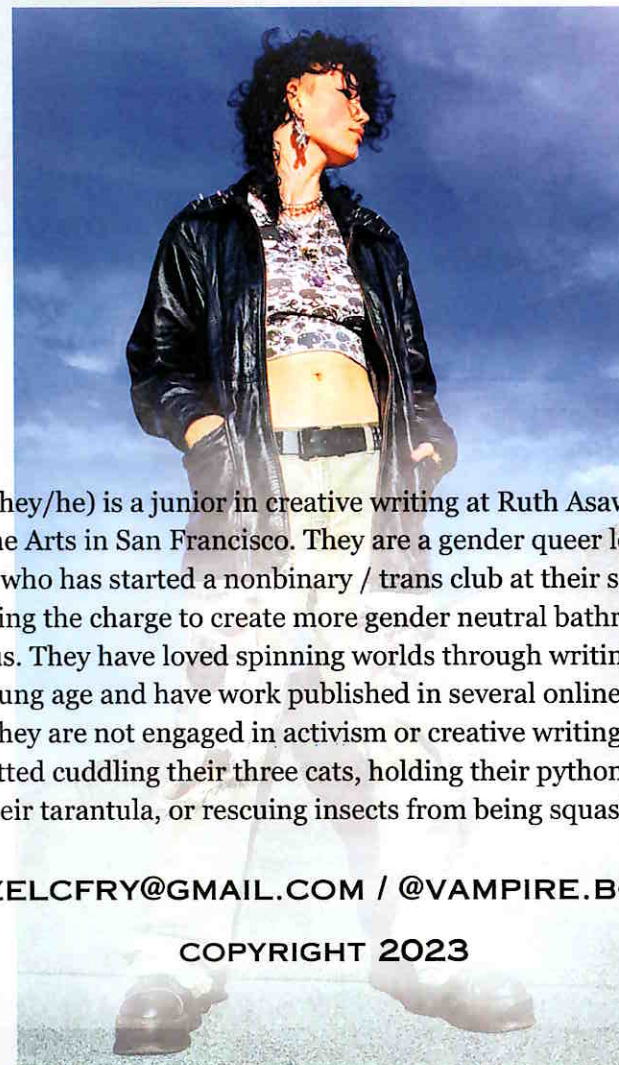 hey/he) is a junior in creative writing at Ruth Asaw
e Arts in San Francisco. They are a gender queer l
who has started a nonbinary / trans club at their s
ing the charge to create more gender neutral bathr
us. They have loved spinning worlds through writin
ung age and have work published in several online
hey are not engaged in activism or creative writing
tted cuddling their three cats, holding their python
eir tarantula, or rescuing insects from being squas
ZELCFRY@GMAIL.COM / @VAMPIRE.B
COPYRIGHT 2023